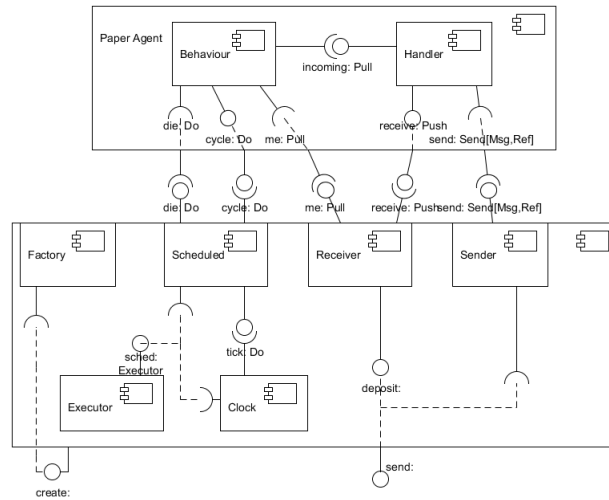 Paper Agent
Behaviour
Handler
incoming: Pull
die: Do
cycle: Do
me: Pull
receive: Push
send: Send[Msg,Ref]
die: Do
cycle: Do
me: Pull
receive: Push
send: Send[Msg,Ref]
Factory
Scheduled
Receiver
Sender
sched:
Executor
tick: Do
deposit:
Executor
Clock
send:
create: